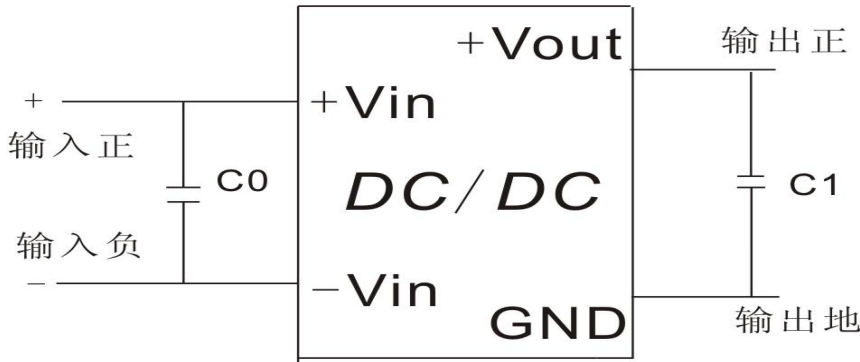 +Vout
输出正
+
+Vin
输入正
C0
DC/DC
C1
输入负
-
-Vin
GND
输出地